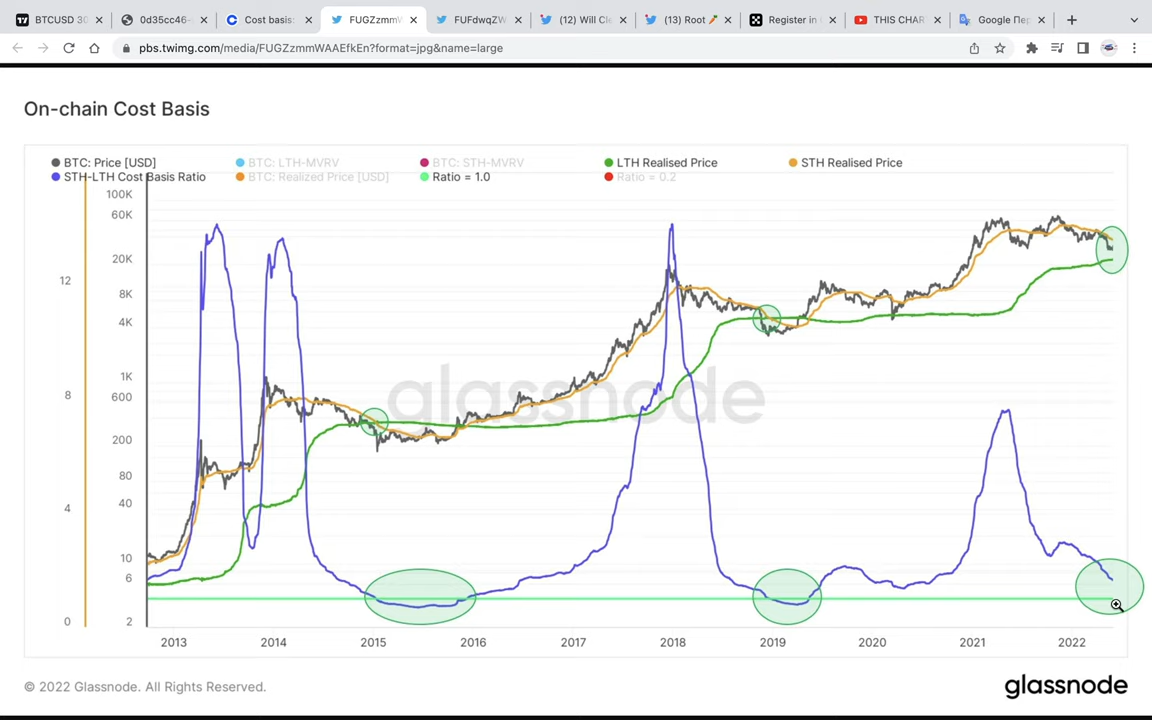 BTCUSD 30
0d35cc46-
Cost basis:
FUGZzmmV
FUFdwqZW
(12) Will Cle
(13) Root 🥕
Register in
THIS CHAR
Google Пер
pbs.twimg.com/media/FUGZzmmWAAEfkEn?format=jpg&name=large
On-chain Cost Basis
BTC: Price [USD] BTC: LTH-MVRV BTC: STH-MVRV LTH Realised Price STH Realised Price
STH-LTH Cost Basis Ratio BTC: Realized Price [USD] Ratio = 1.0 Ratio = 0.2
100K
60K
20K
12
8K
4K
1K
8
600
200
80
4
40
10
6
0
2
glassnode
2013 2014 2015 2016 2017 2018 2019 2020 2021 2022
© 2022 Glassnode. All Rights Reserved.
glassnode